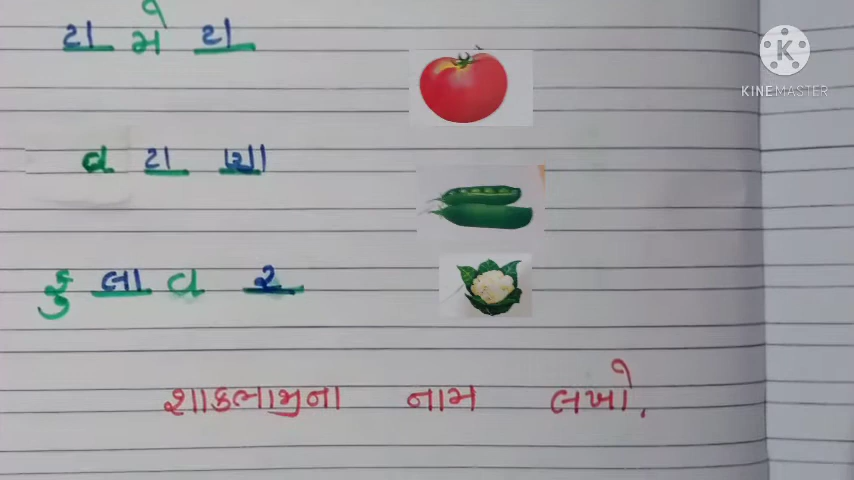 ટા મે ટા
K
KINEMASTER
વ ટા ણા
ફુ લા વ ર
શાકભાજીના નામ લખો.